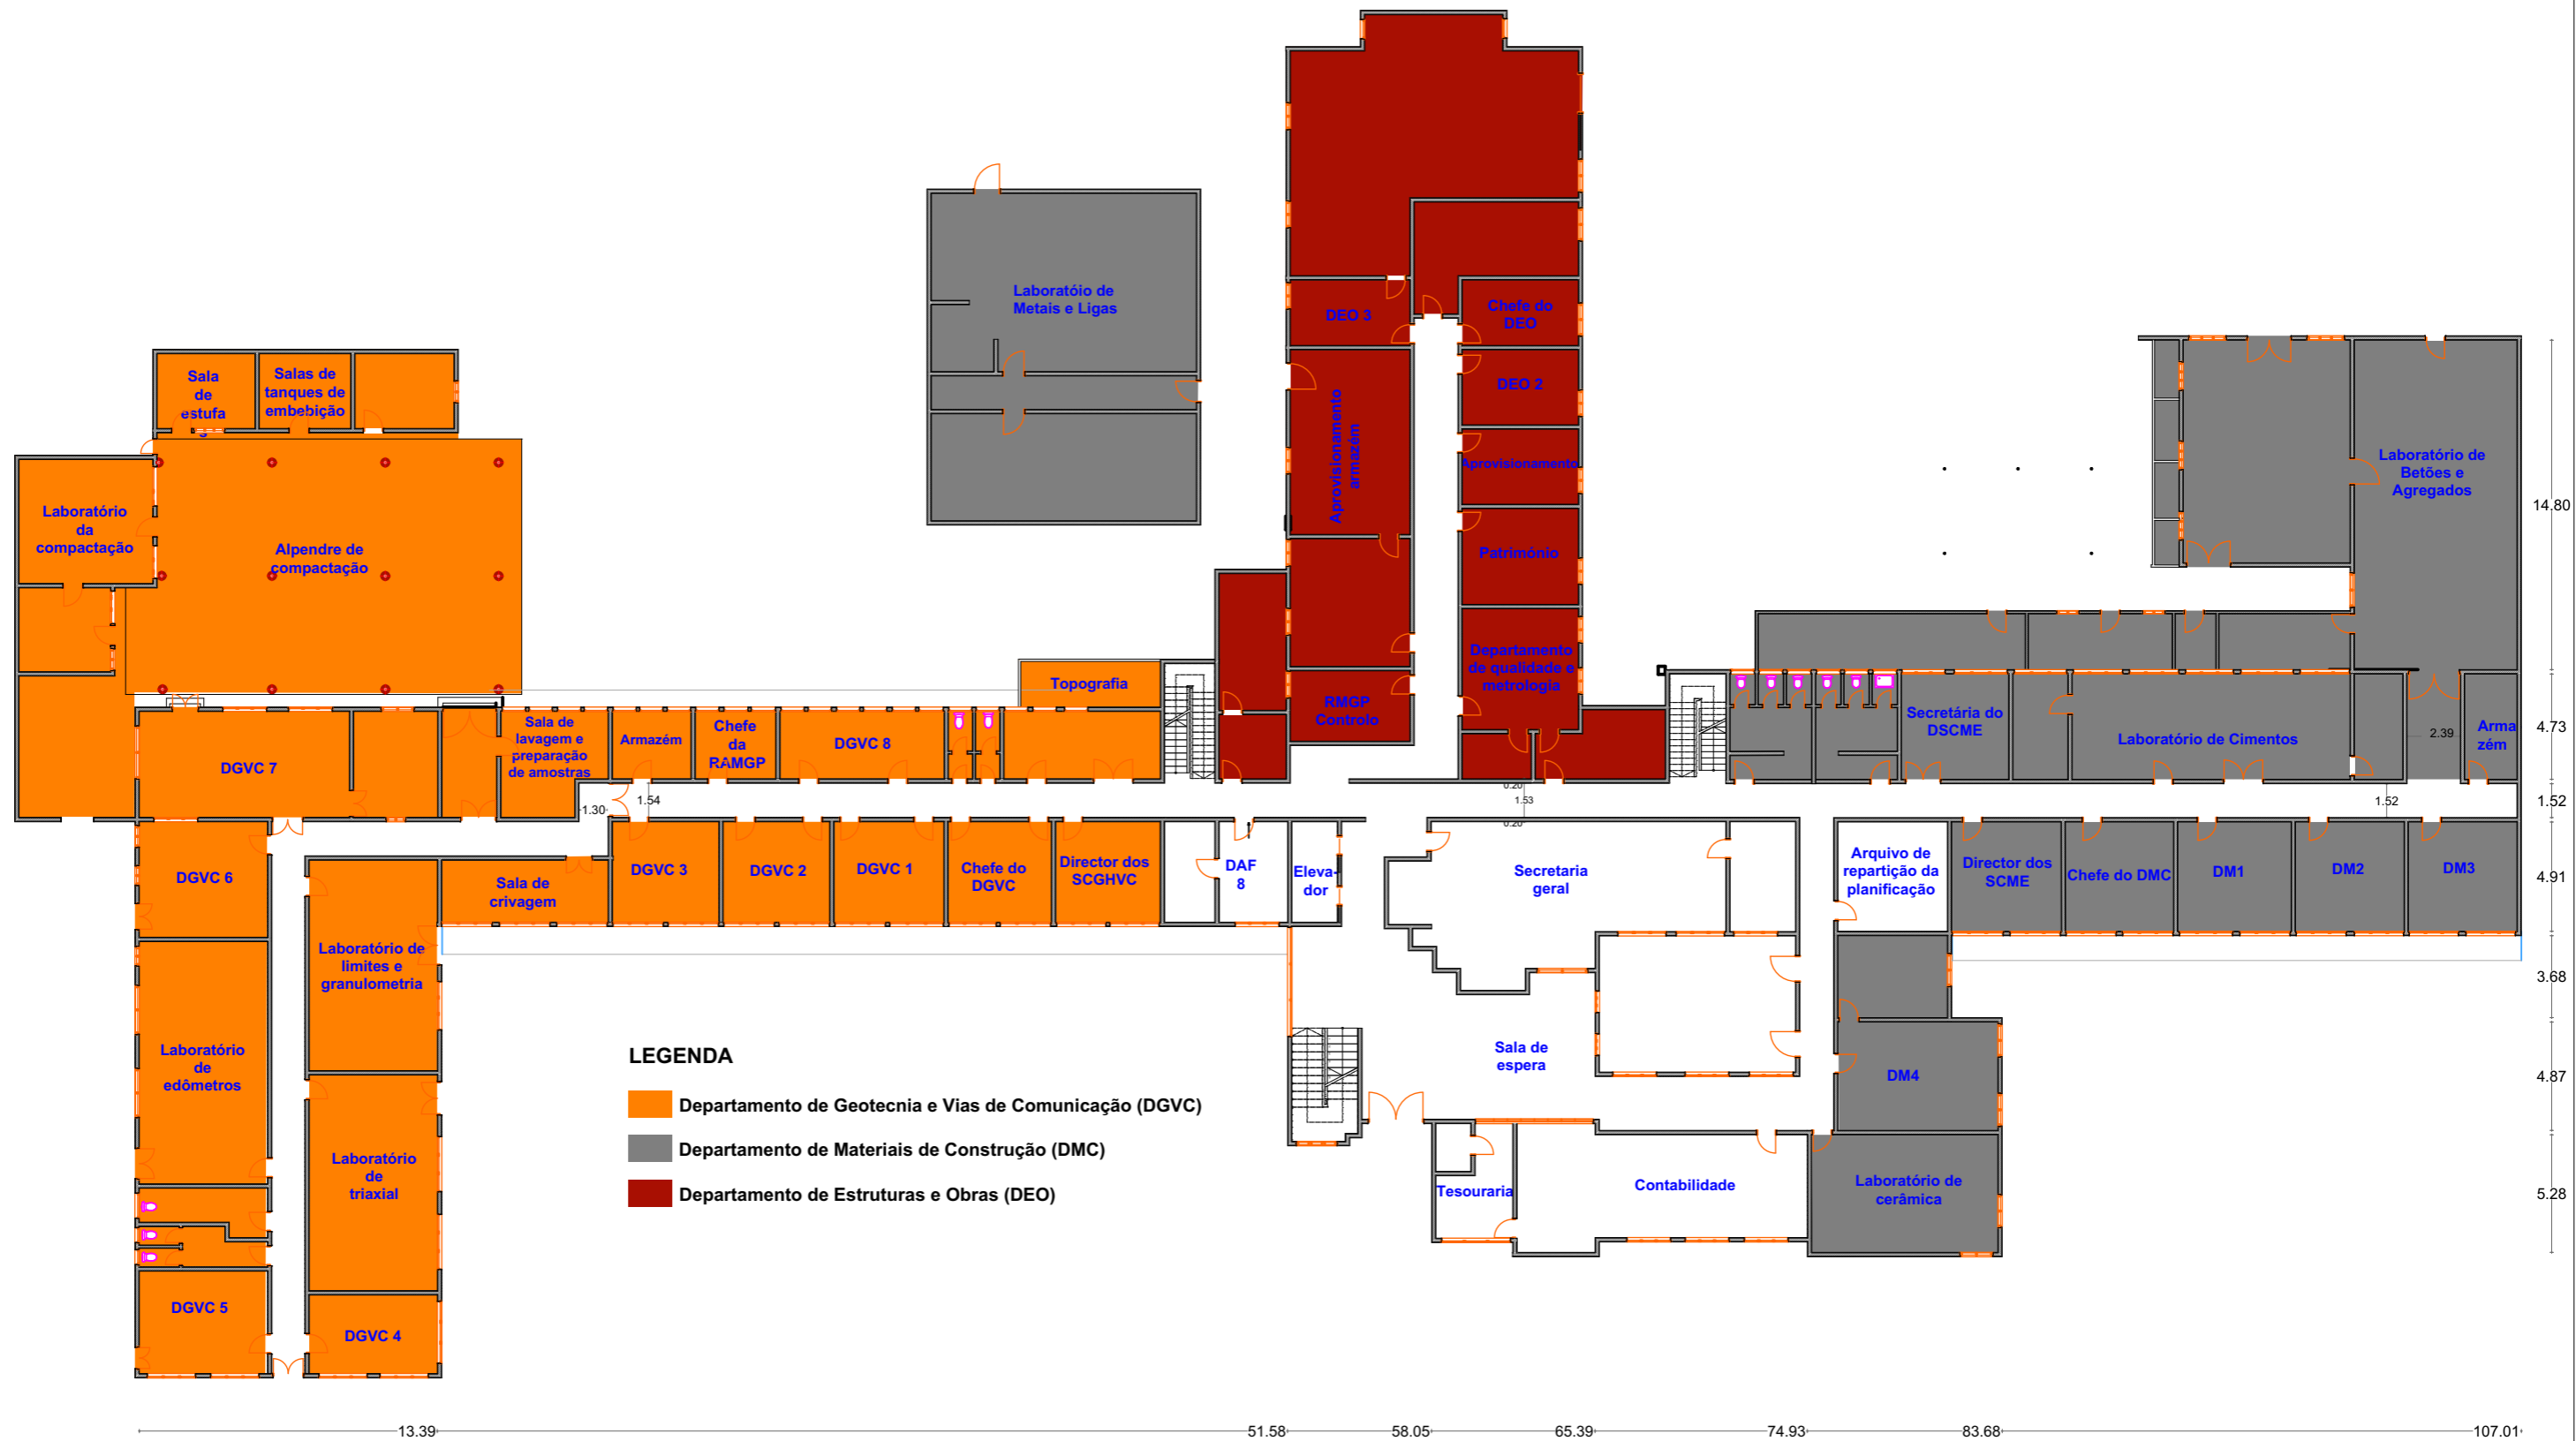 Laboratóio de
Metais e Ligas
DEO 3
Chefe do
DEO
DEO 2
Aprovisionamento
armazém
Aprovisionamento
Património
Departamento
de qualidade e
metrologia
RMGP
Controlo
Sala
de
estufa
Salas de
tanques de
embebição
Laboratório
da
compactação
Alpendre de
compactação
Laboratório de
Betões e
Agregados
14.80
Topografia
DGVC 7
Sala de
lavagem e
preparação
de amostras
Armazém
Chefe
da
RAMGP
DGVC 8
Secretária do
DSCME
Laboratório de Cimentos
2.39
Arma
zém
4.73
1.30
1.54
0.20
1.53
0.20
1.52
1.52
DGVC 6
Sala de
crivagem
DGVC 3
DGVC 2
DGVC 1
Chefe do
DGVC
Director dos
SCGHVC
DAF
8
Eleva-
dor
Secretaria
geral
Arquivo de
repartição da
planificação
Director dos
SCME
Chefe do DMC
DM1
DM2
DM3
4.91
Laboratório de
limites e
granulometria
3.68
Laboratório
de
edômetros
Sala de
espera
DM4
4.87
Laboratório
de
triaxial
Tesouraria
Contabilidade
Laboratório de
cerâmica
5.28
DGVC 5
DGVC 4
LEGENDA
Departamento de Geotecnia e Vias de Comunicação (DGVC)
Departamento de Materiais de Construção (DMC)
Departamento de Estruturas e Obras (DEO)
13.39
51.58
58.05
65.39
74.93
83.68
107.01